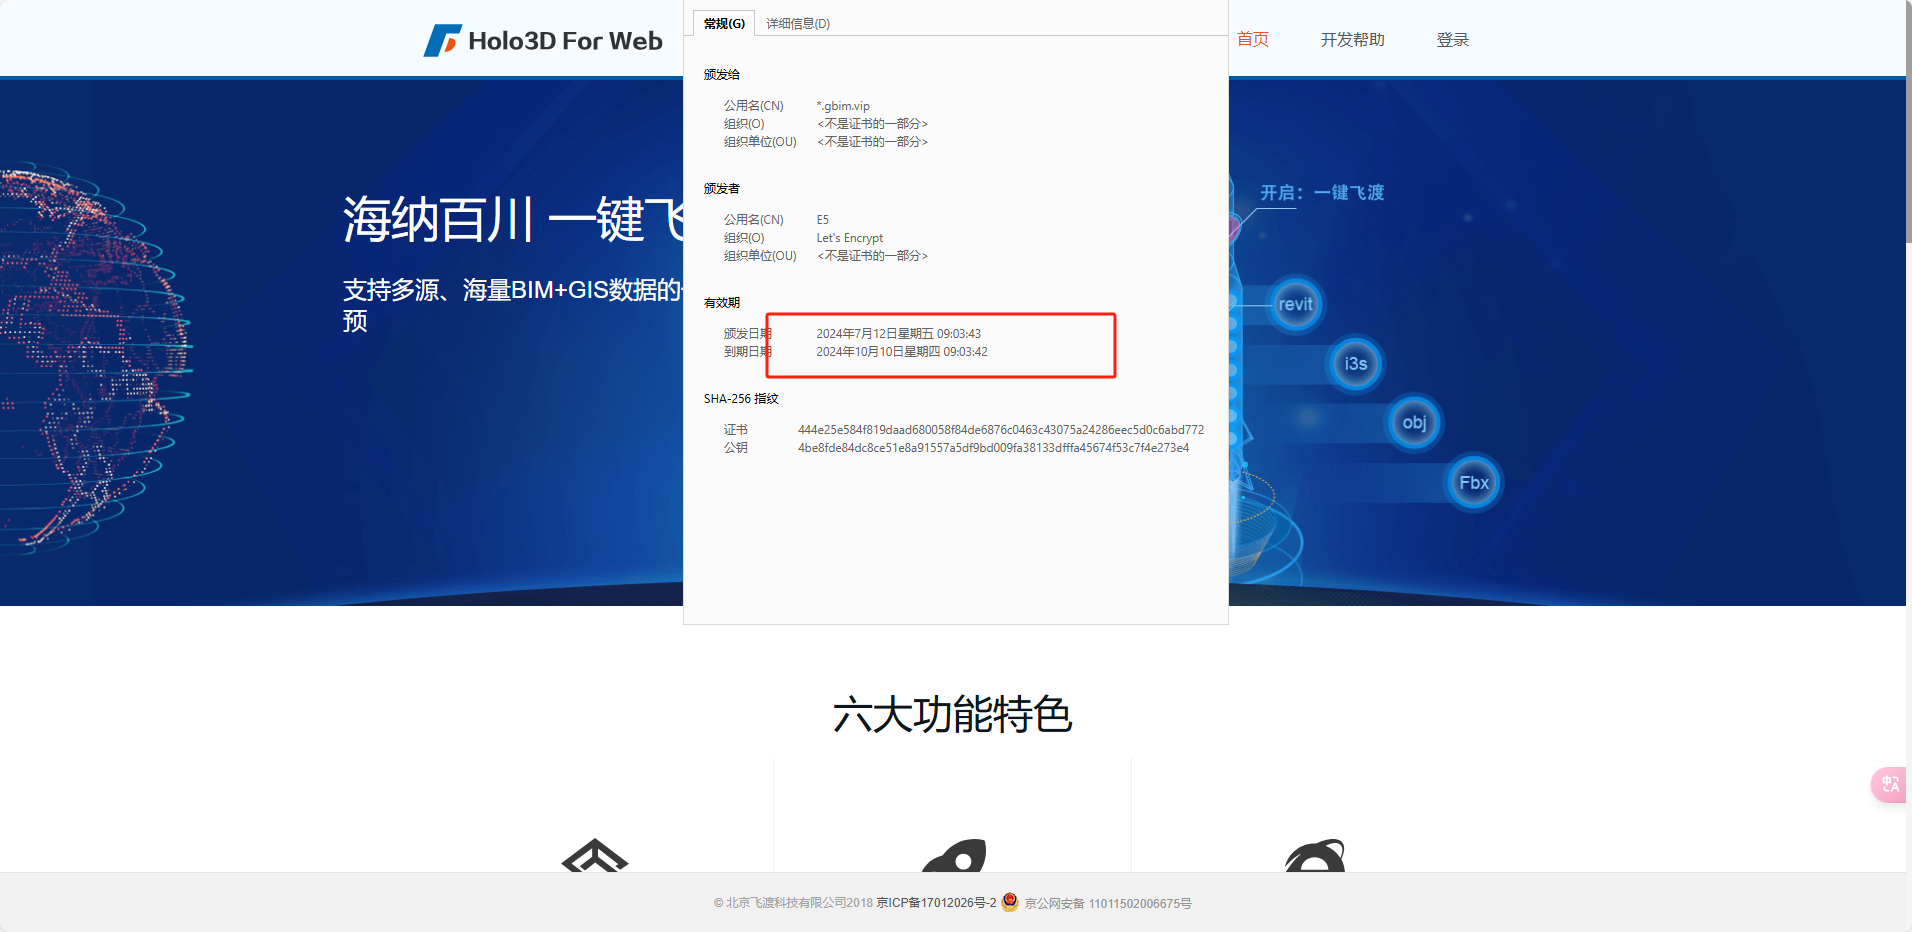 Holo3D For Web
常规(G)
详细信息(D)
首页
开发帮助
登录
颁发给
公用名(CN) *.gbim.vip
组织(O) <不是证书的一部分>
组织单位(OU) <不是证书的一部分>
颁发者
公用名(CN) E5
组织(O) Let's Encrypt
组织单位(OU) <不是证书的一部分>
有效期
颁发日期 2024年7月12日星期五 09:03:43
到期日期 2024年10月10日星期四 09:03:42
SHA-256 指纹
证书 444e25e584f819daad680058f84de6876c0463c43075a24286eec5d0c6abd772
公钥 4be8fde84dc8ce51e8a91557a5df9bd009fa38133dfffa45674f53c7f4e273e4
海纳百川 一键飞
支持多源、海量BIM+GIS数据的
预
开启：一键飞渡
revit
i3s
obj
Fbx
六大功能特色
© 北京飞渡科技有限公司2018 京ICP备17012026号-2 京公网安备 11011502006675号